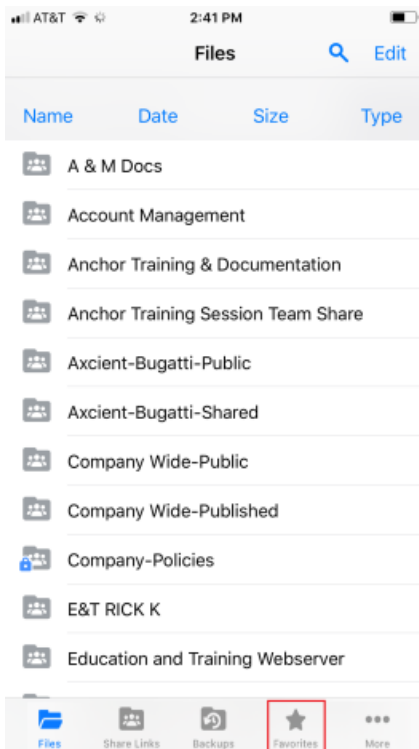 AT&T 2:41 PM
Files Edit
Name Date Size Type
A & M Docs
Account Management
Anchor Training & Documentation
Anchor Training Session Team Share
Axcient-Bugatti-Public
Axcient-Bugatti-Shared
Company Wide-Public
Company Wide-Published
Company-Policies
E&T RICK K
Education and Training Webserver
Files Share Links Backups Favorites More